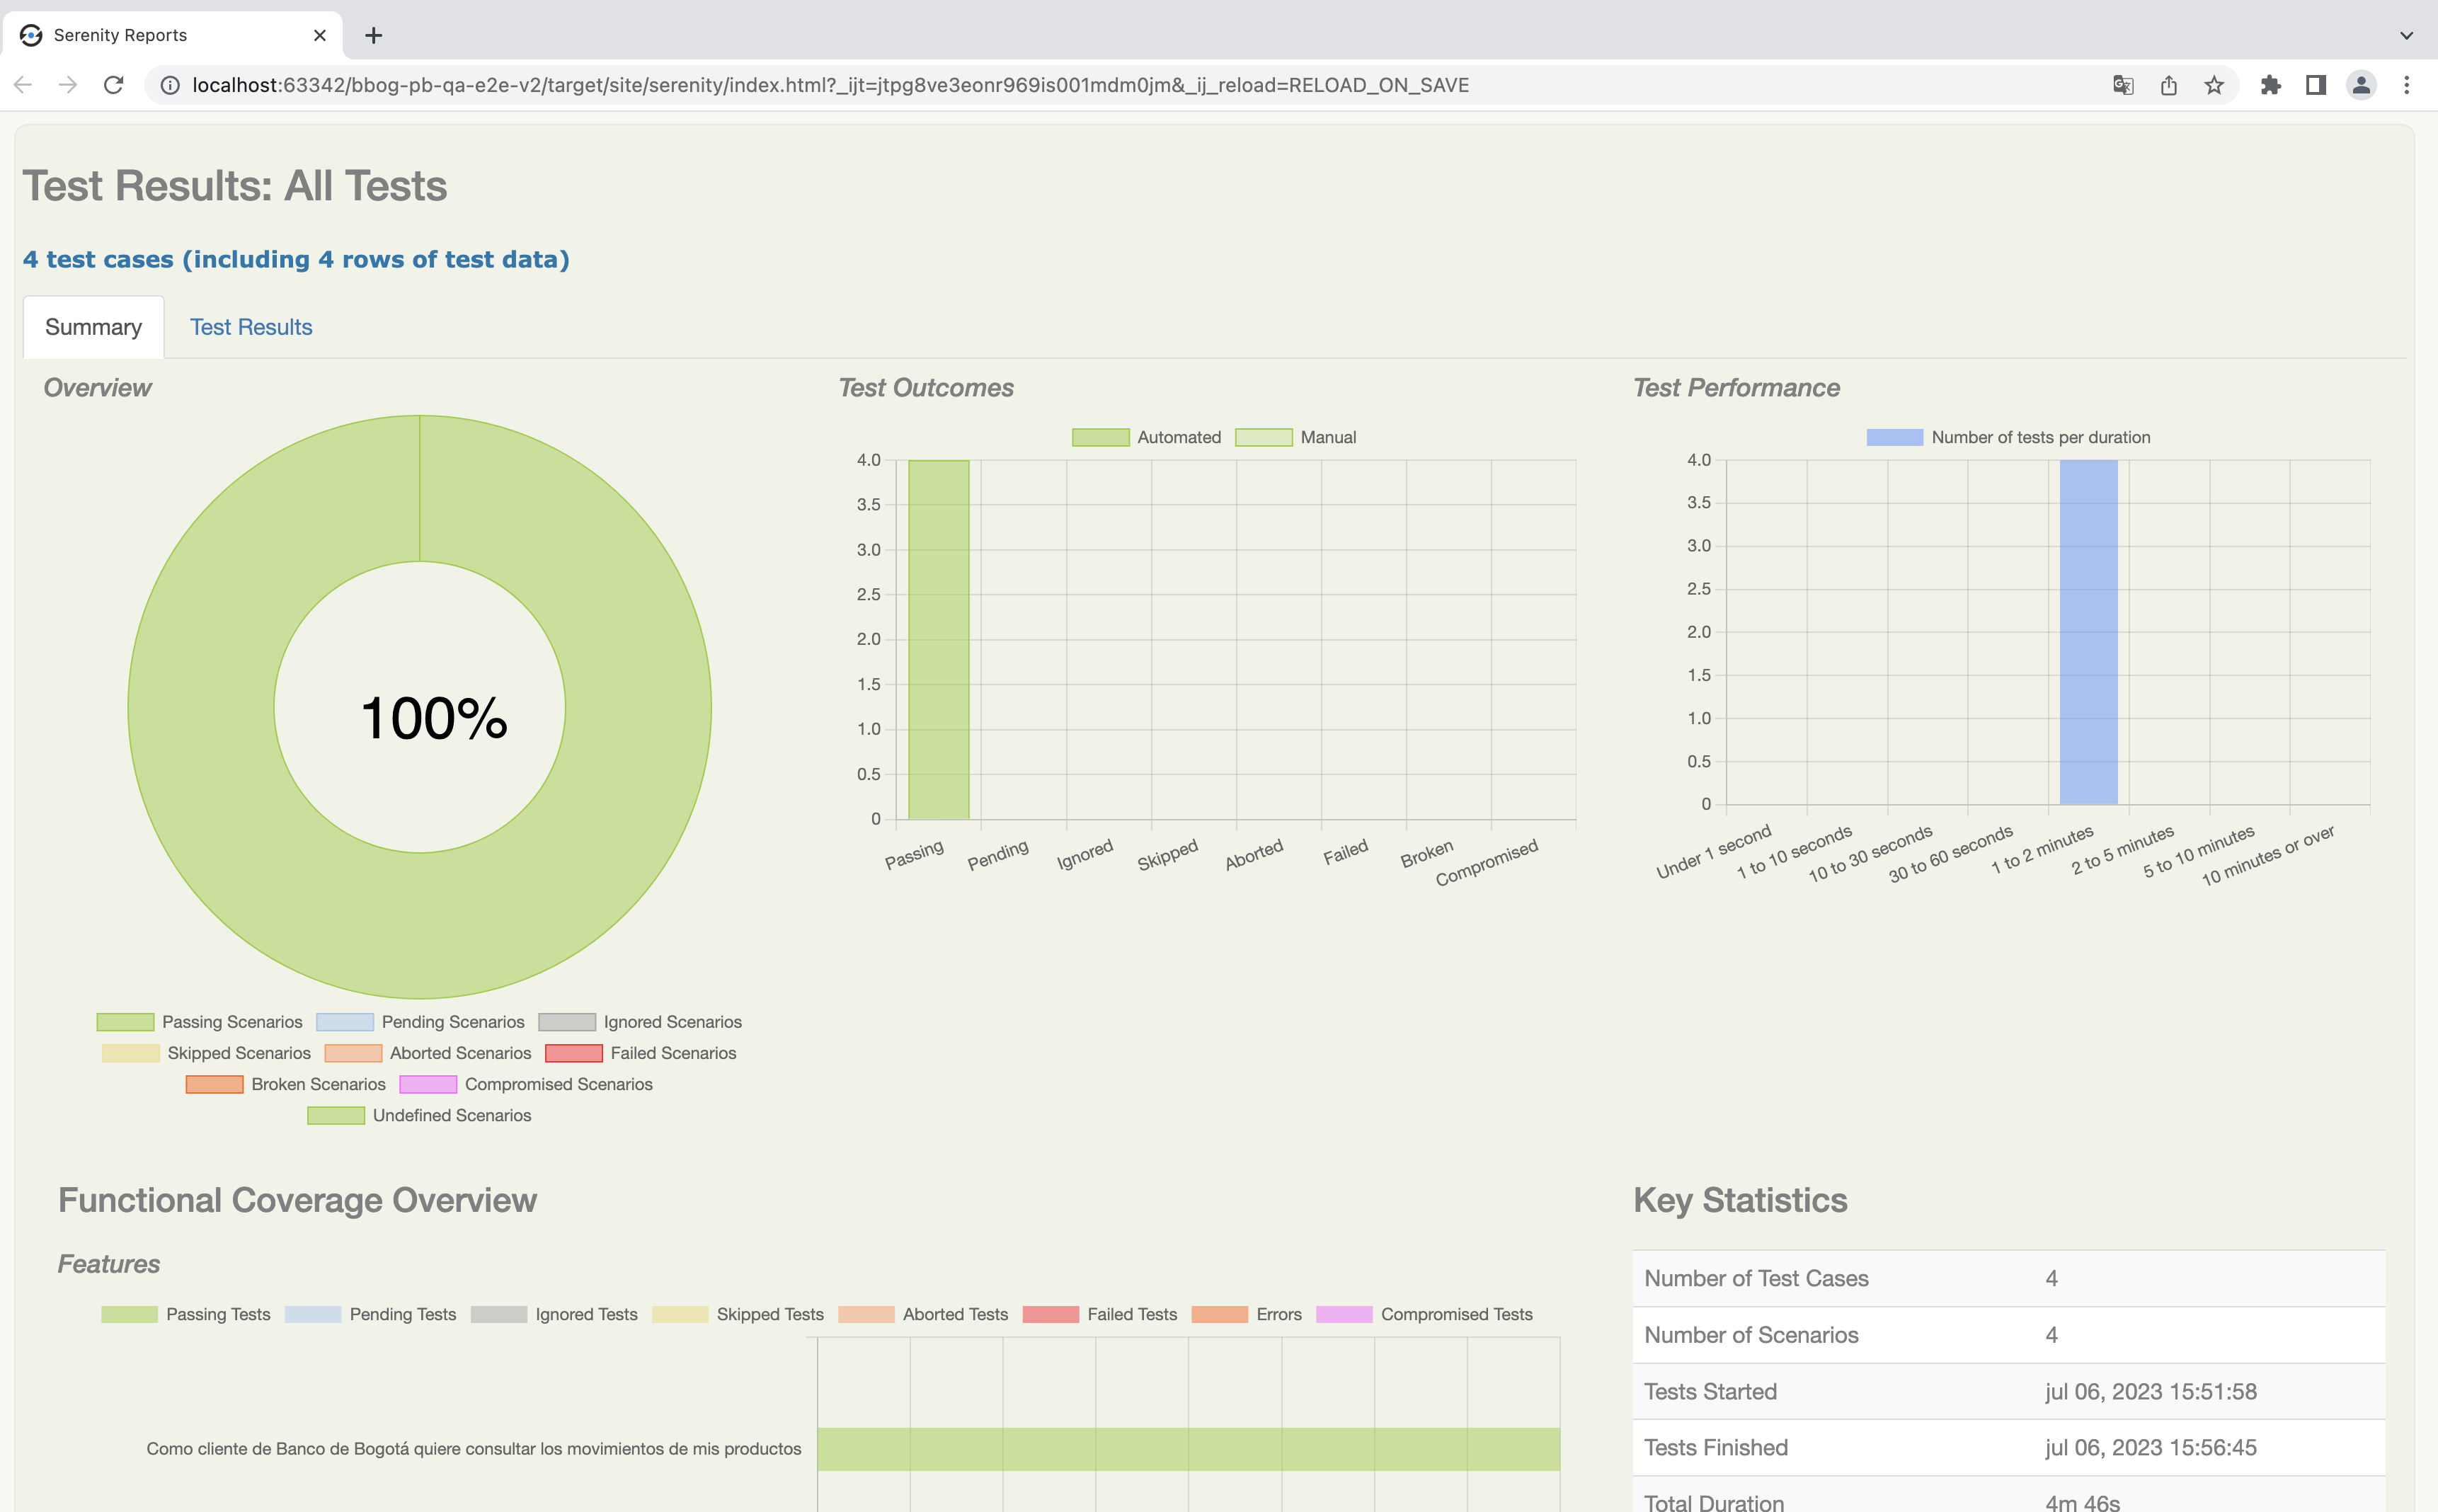 Serenity Reports
localhost:63342/bbog-pb-qa-e2e-v2/target/site/serenity/index.html?_ijt=jtpg8ve3eonr969is001mdm0jm&_ij_reload=RELOAD_ON_SAVE
Test Results: All Tests
4 test cases (including 4 rows of test data)
Summary Test Results
Overview
100%
Passing Scenarios Pending Scenarios Ignored Scenarios
Skipped Scenarios Aborted Scenarios Failed Scenarios
Broken Scenarios Compromised Scenarios
Undefined Scenarios
Test Outcomes
Automated Manual
4.0
3.5
3.0
2.5
2.0
1.5
1.0
0.5
0
Passing Pending Ignored Skipped Aborted Failed Broken Compromised
Test Performance
Number of tests per duration
4.0
3.5
3.0
2.5
2.0
1.5
1.0
0.5
0
Under 1 second 1 to 10 seconds 10 to 30 seconds 30 to 60 seconds 1 to 2 minutes 2 to 5 minutes 5 to 10 minutes 10 minutes or over
Functional Coverage Overview
Features
Passing Tests Pending Tests Ignored Tests Skipped Tests Aborted Tests Failed Tests Errors Compromised Tests
Como cliente de Banco de Bogotá quiere consultar los movimientos de mis productos
Key Statistics
Number of Test Cases 4
Number of Scenarios 4
Tests Started jul 06, 2023 15:51:58
Tests Finished jul 06, 2023 15:56:45
Total Duration 4m 46s